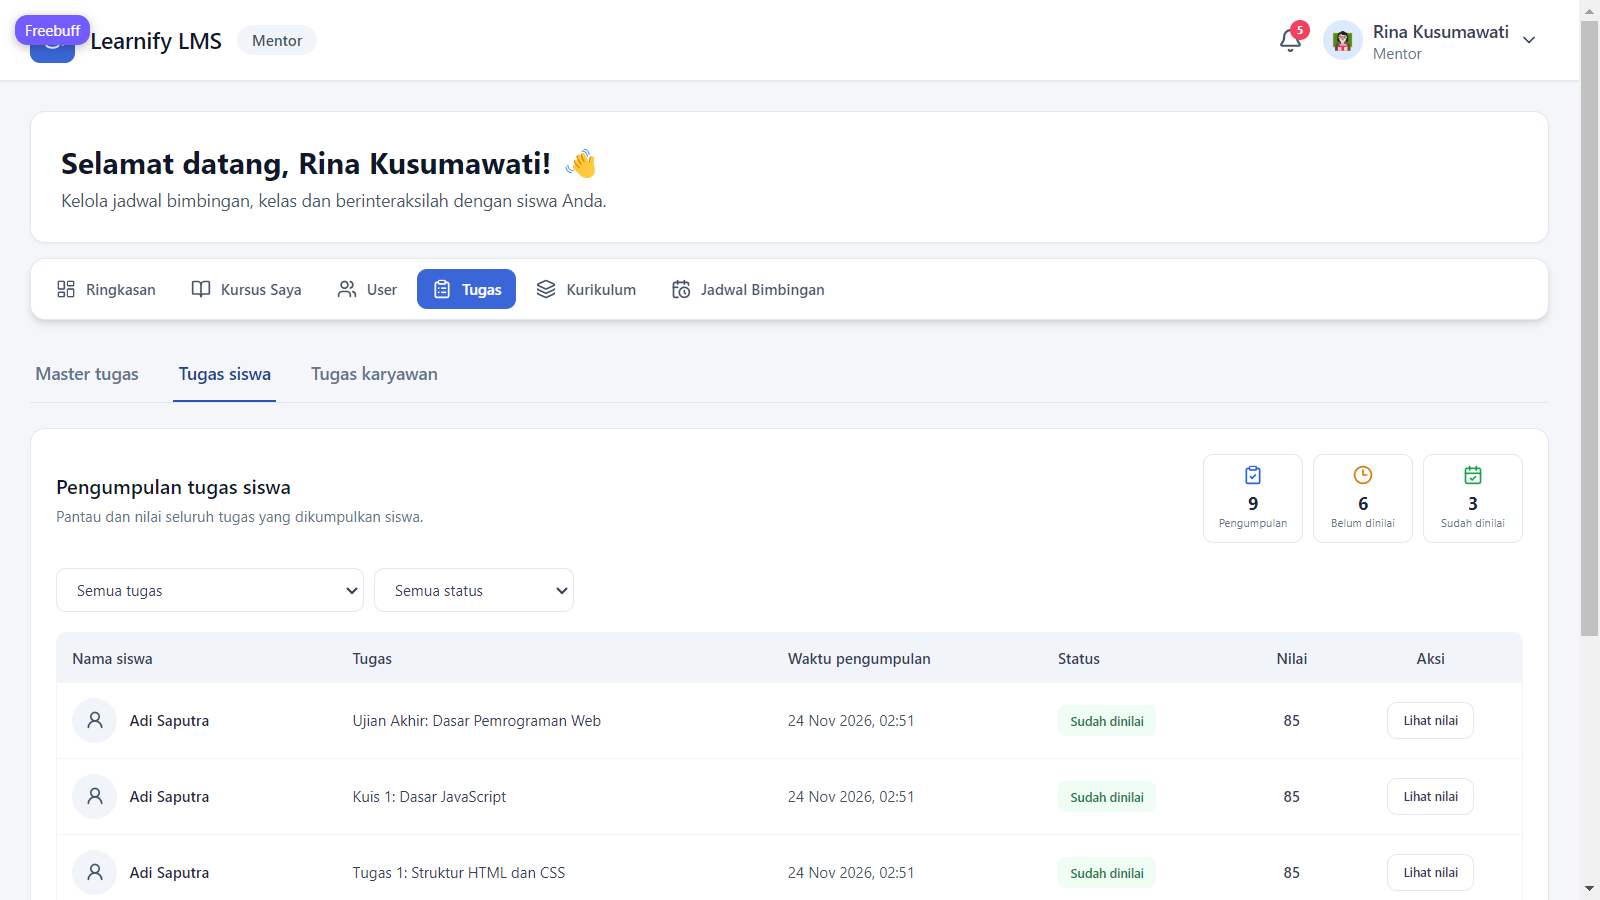 Freebuff
Learnify LMS
Mentor
5
Rina Kusumawati
Mentor
Selamat datang, Rina Kusumawati! 👋
Kelola jadwal bimbingan, kelas dan berinteraksilah dengan siswa Anda.
Ringkasan
Kursus Saya
User
Tugas
Kurikulum
Jadwal Bimbingan
Master tugas
Tugas siswa
Tugas karyawan
Pengumpulan tugas siswa
Pantau dan nilai seluruh tugas yang dikumpulkan siswa.
9
Pengumpulan
6
Belum dinilai
3
Sudah dinilai
Semua tugas
Semua status
Nama siswa Tugas Waktu pengumpulan Status Nilai Aksi
Adi Saputra Ujian Akhir: Dasar Pemrograman Web 24 Nov 2026, 02:51 Sudah dinilai 85 Lihat nilai
Adi Saputra Kuis 1: Dasar JavaScript 24 Nov 2026, 02:51 Sudah dinilai 85 Lihat nilai
Adi Saputra Tugas 1: Struktur HTML dan CSS 24 Nov 2026, 02:51 Sudah dinilai 85 Lihat nilai